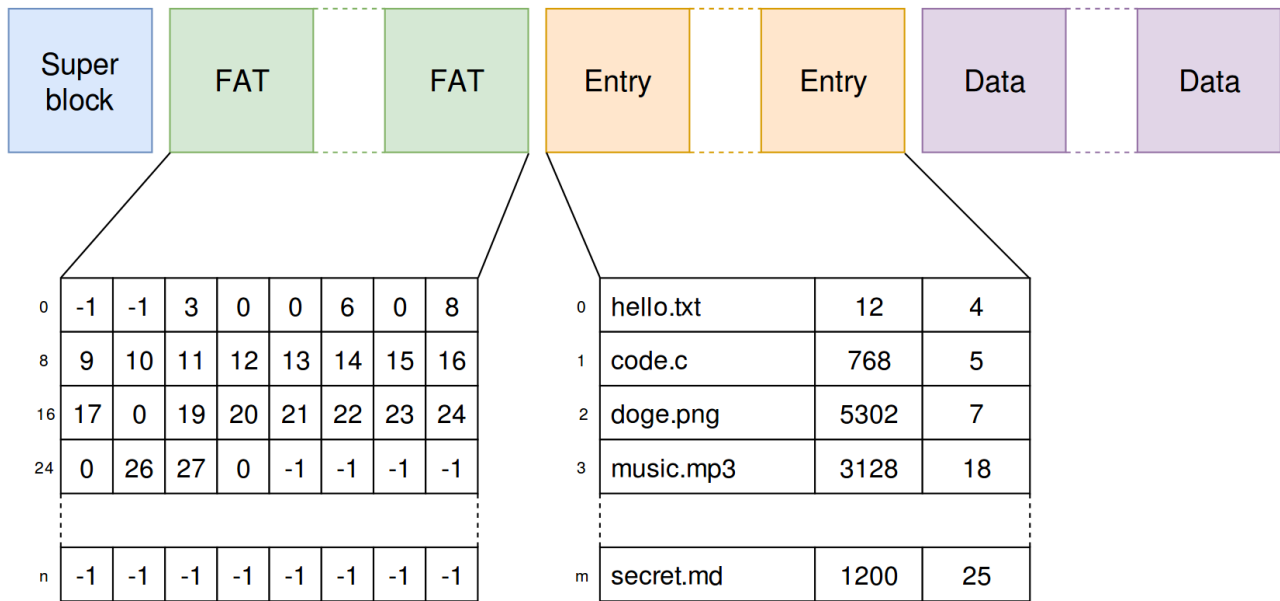 Super
block
FAT
FAT
Entry
Entry
Data
Data
0 -1 -1 3 0 0 6 0 8
8 9 10 11 12 13 14 15 16
16 17 0 19 20 21 22 23 24
24 0 26 27 0 -1 -1 -1 -1
n -1 -1 -1 -1 -1 -1 -1 -1
0 hello.txt 12 4
1 code.c 768 5
2 doge.png 5302 7
3 music.mp3 3128 18
m secret.md 1200 25